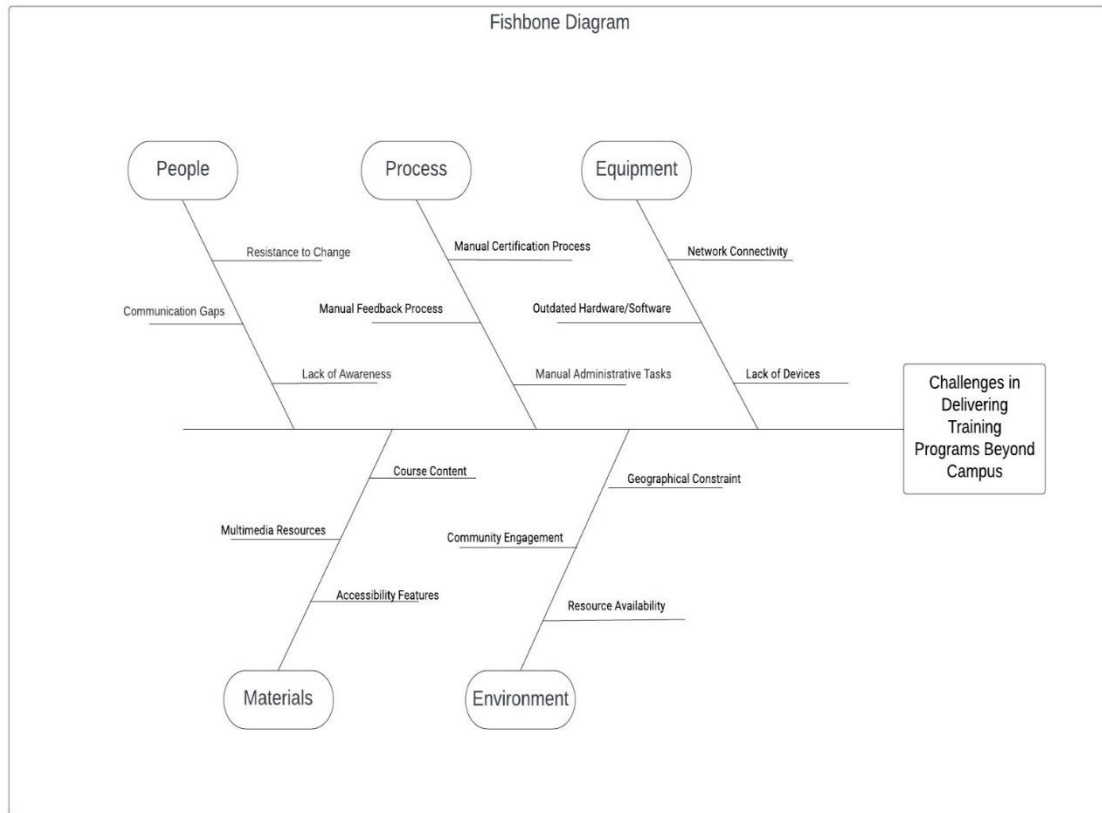 Fishbone Diagram
People
Process
Equipment
Resistance to Change
Manual Certification Process
Network Connectivity
Communication Gaps
Manual Feedback Process
Outdated Hardware/Software
Lack of Awareness
Manual Administrative Tasks
Lack of Devices
Challenges in
Delivering
Training
Programs Beyond
Campus
Course Content
Geographical Constraint
Multimedia Resources
Community Engagement
Accessibility Features
Resource Availability
Materials
Environment